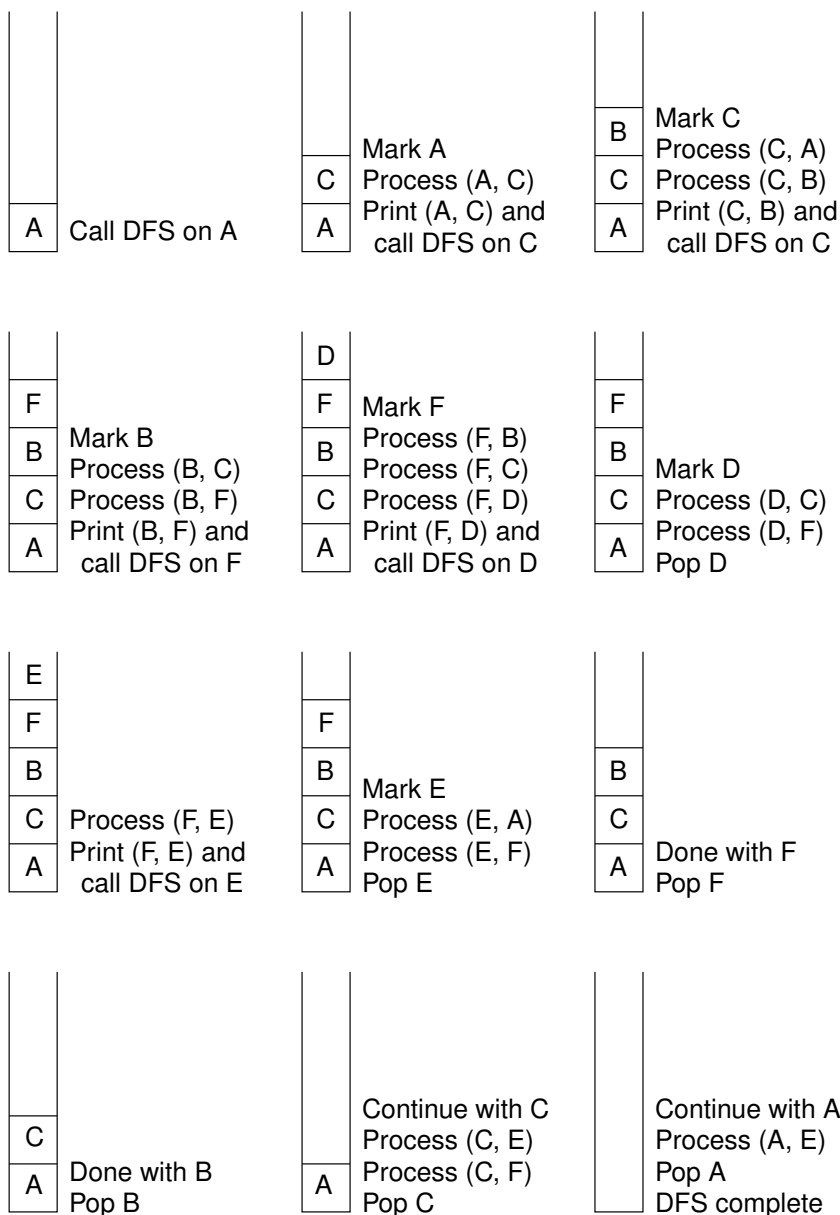 A
Call DFS on A
C
A
Mark A
Process (A, C)
Print (A, C) and
call DFS on C
B
C
A
Mark C
Process (C, A)
Process (C, B)
Print (C, B) and
call DFS on C
F
B
C
A
Mark B
Process (B, C)
Process (B, F)
Print (B, F) and
call DFS on F
D
F
B
C
A
Mark F
Process (F, B)
Process (F, C)
Process (F, D)
Print (F, D) and
call DFS on D
F
B
C
A
Mark D
Process (D, C)
Process (D, F)
Pop D
E
F
B
C
A
Process (F, E)
Print (F, E) and
call DFS on E
F
B
C
A
Mark E
Process (E, A)
Process (E, F)
Pop E
B
C
A
Done with F
Pop F
C
A
Done with B
Pop B
A
Continue with C
Process (C, E)
Process (C, F)
Pop C
Continue with A
Process (A, E)
Pop A
DFS complete